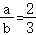 a/b = 2/3